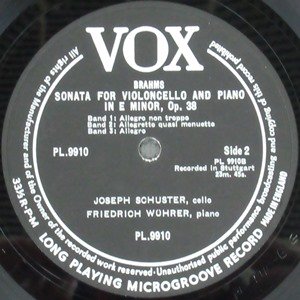 VOX
BRAHMS
SONATA FOR VIOLONCELLO AND PIANO
IN E MINOR, Op. 38
Band 1: Allegro non troppo
Band 2: Allegretto quasi menuetto
Band 3: Allegro
PL.9910
Side 2
PL 9910B
Recorded in Stuttgart
23m. 45s.
JOSEPH SCHUSTER, cello
FRIEDRICH WUHRER, piano
PL.9910
33⅓ R·P·M
LONG PLAYING MICROGROOVE RECORD
MADE IN ENGLAND
All rights of the Manufacturer and of the Owner of the recorded work reserved. Unauthorised public performance broadcasting and copying of this record prohibited